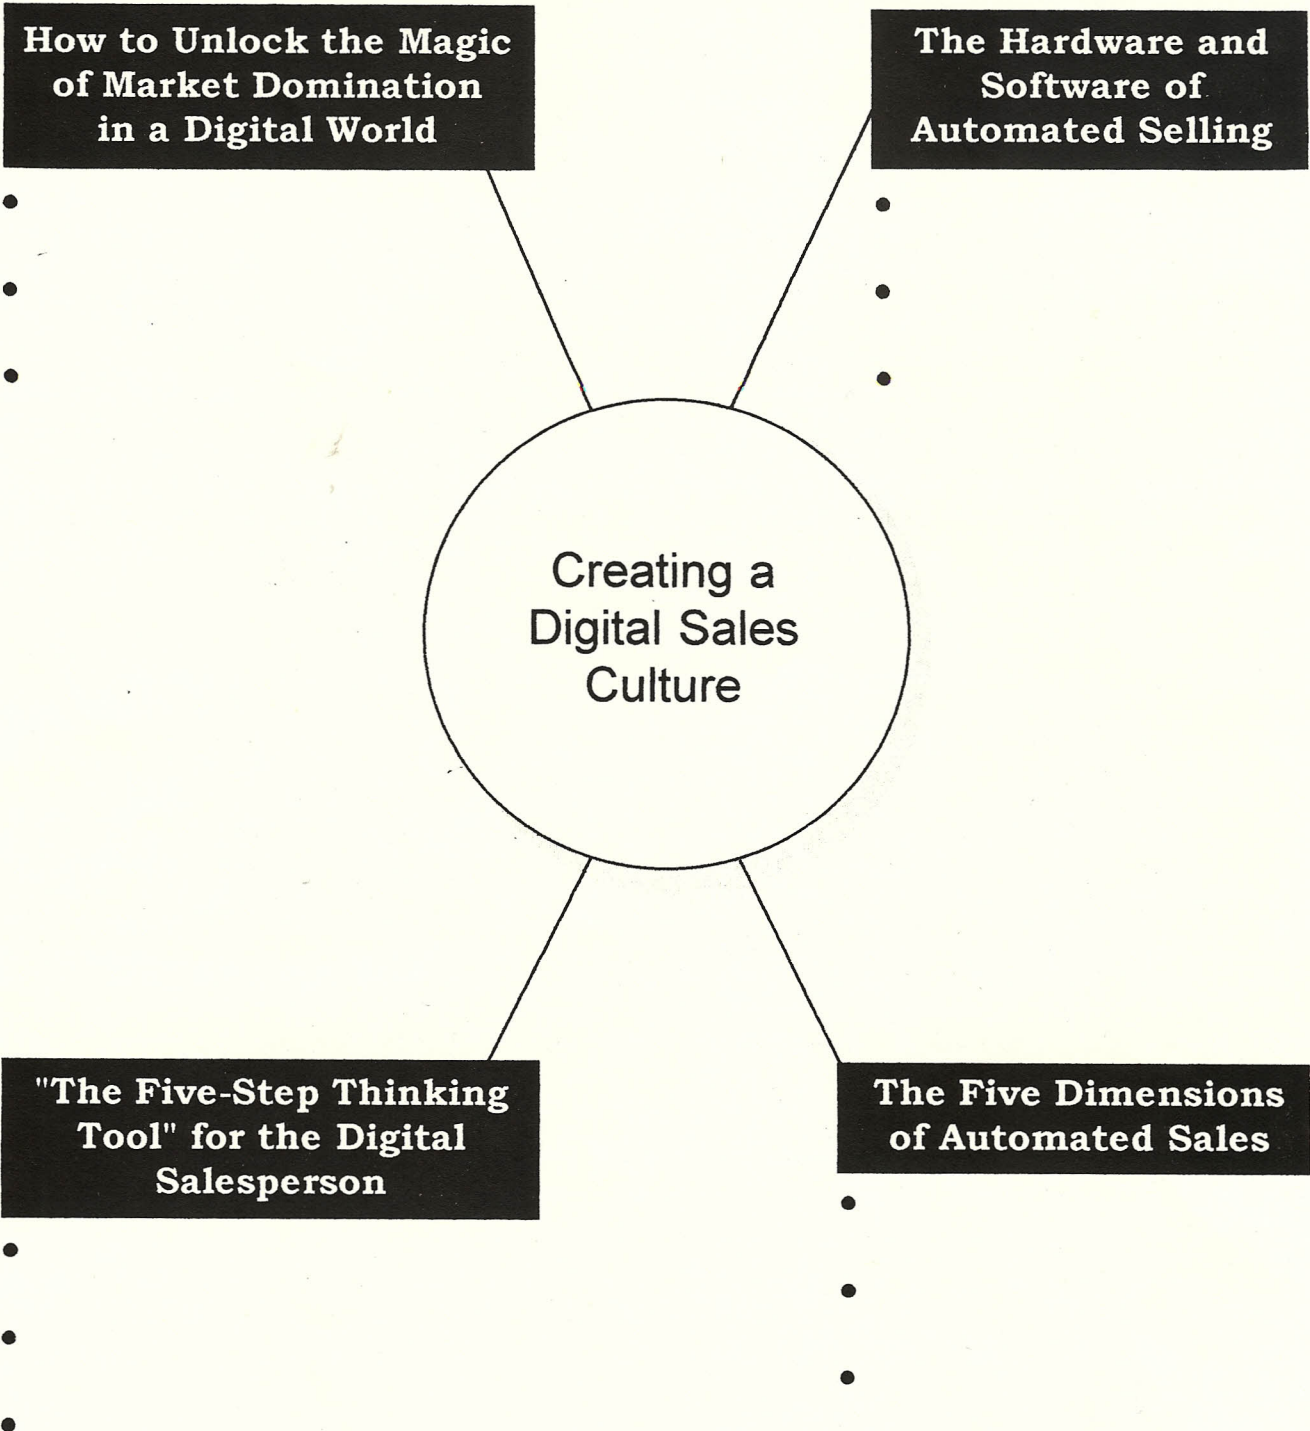 How to Unlock the Magic
of Market Domination
in a Digital World
The Hardware and
Software of
Automated Selling
Creating a
Digital Sales
Culture
"The Five-Step Thinking
Tool" for the Digital
Salesperson
The Five Dimensions
of Automated Sales